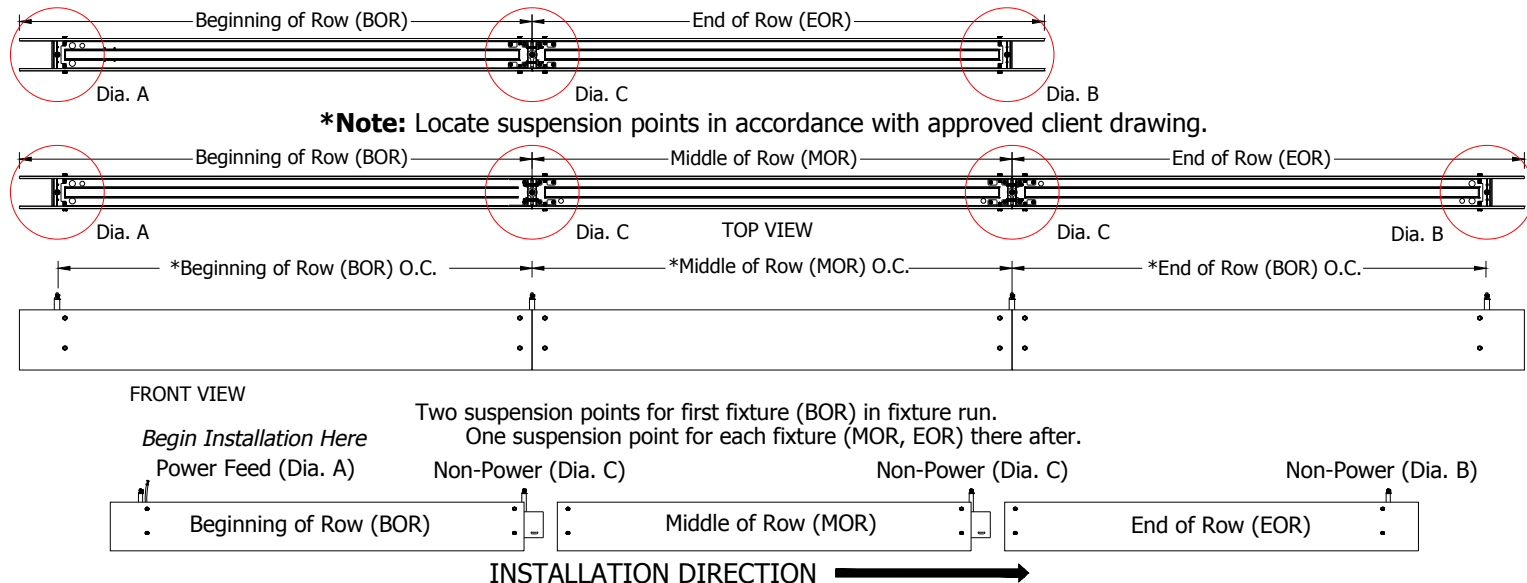 Beginning of Row (BOR) End of Row (EOR)
Dia. A Dia. C Dia. B
*Note: Locate suspension points in accordance with approved client drawing.
Beginning of Row (BOR) Middle of Row (MOR) End of Row (EOR)
Dia. A Dia. C TOP VIEW Dia. C Dia. B
*Beginning of Row (BOR) O.C. *Middle of Row (MOR) O.C. *End of Row (BOR) O.C.
FRONT VIEW
Two suspension points for first fixture (BOR) in fixture run.
One suspension point for each fixture (MOR, EOR) there after.
Begin Installation Here
Power Feed (Dia. A) Non-Power (Dia. C) Non-Power (Dia. C) Non-Power (Dia. B)
Beginning of Row (BOR) Middle of Row (MOR) End of Row (EOR)
INSTALLATION DIRECTION